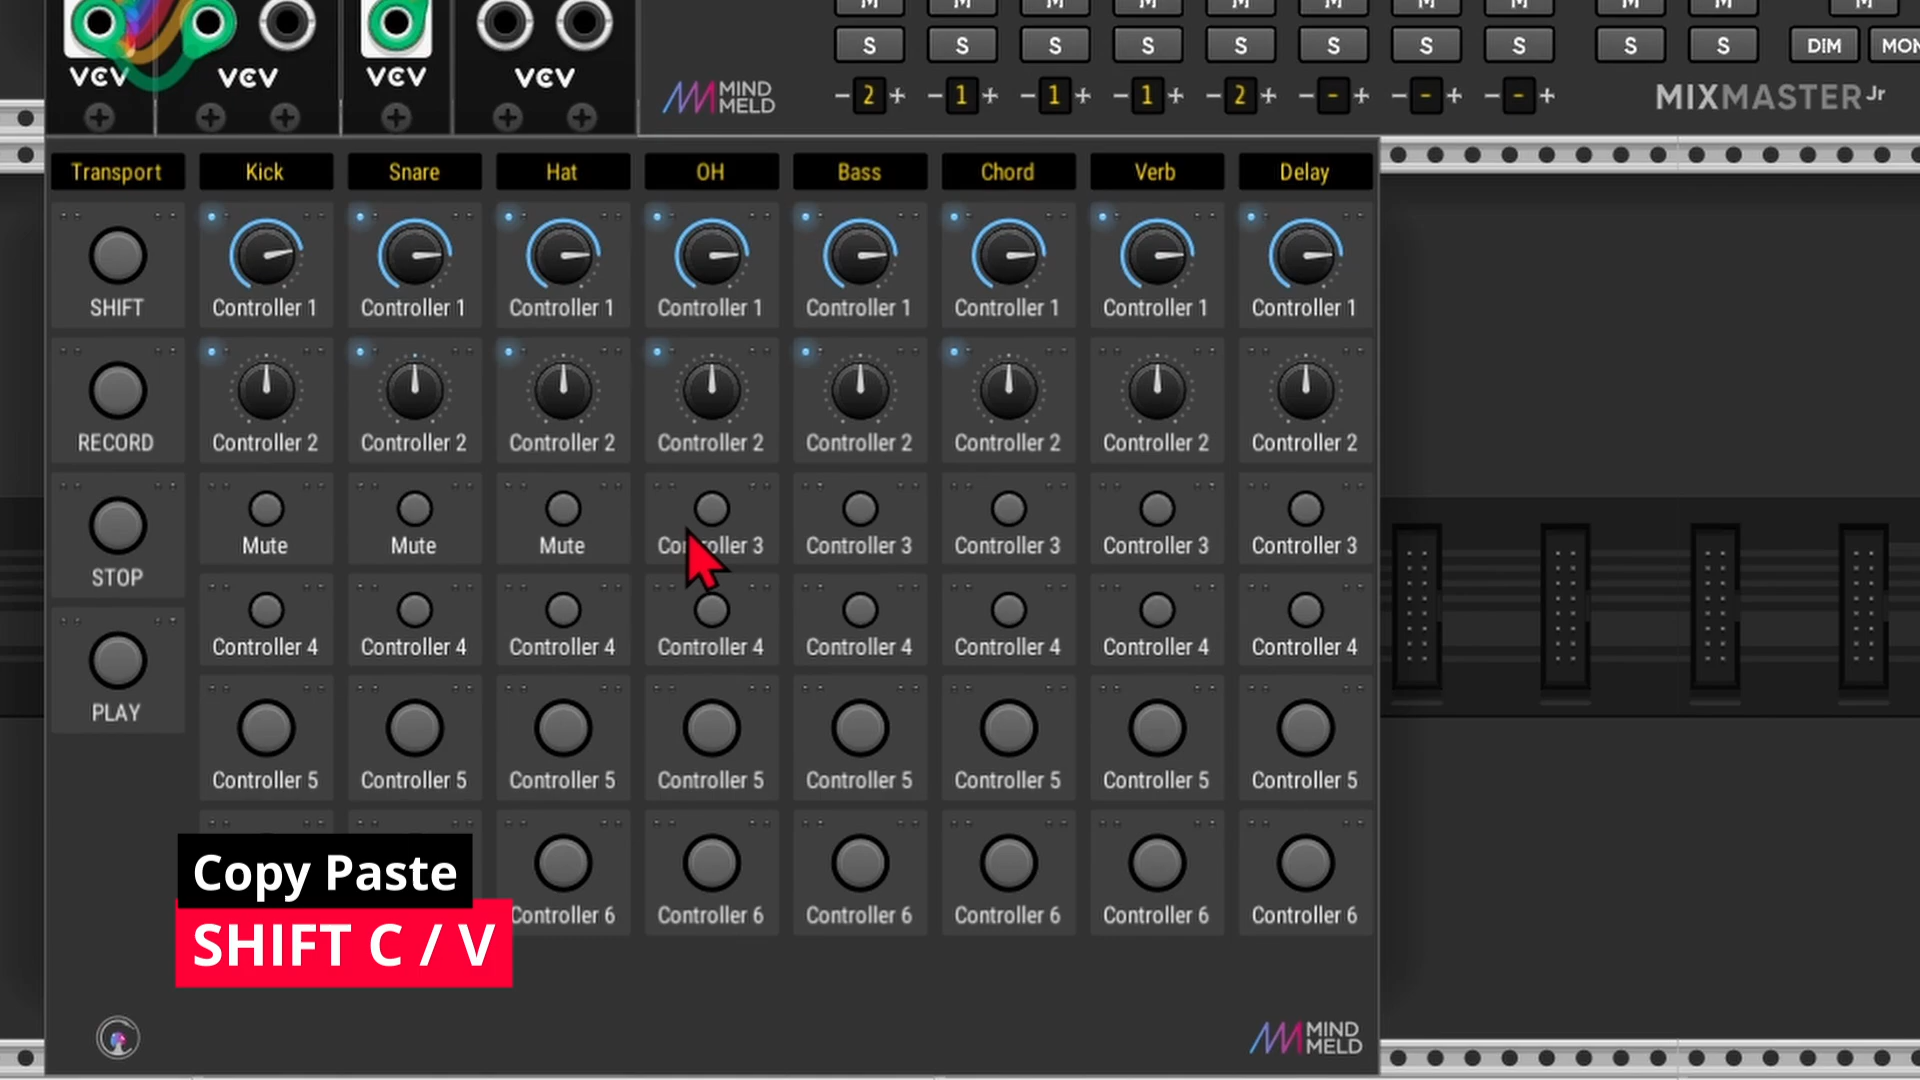 M M M M M M M M M M M
S S S S S S S S S S DIM MON
VCV VCV VCV VCV
MIND MELD
- 2 + - 1 + - 1 + - 1 + - 2 + - - + - - + - - +
MIXMASTER Jr
Transport Kick Snare Hat OH Bass Chord Verb Delay
SHIFT Controller 1 Controller 1 Controller 1 Controller 1 Controller 1 Controller 1 Controller 1 Controller 1
RECORD Controller 2 Controller 2 Controller 2 Controller 2 Controller 2 Controller 2 Controller 2 Controller 2
Mute Mute Mute Controller 3 Controller 3 Controller 3 Controller 3 Controller 3
STOP
Controller 4 Controller 4 Controller 4 Controller 4 Controller 4 Controller 4 Controller 4 Controller 4
PLAY
Controller 5 Controller 5 Controller 5 Controller 5 Controller 5 Controller 5 Controller 5 Controller 5
Controller 6 Controller 6 Controller 6 Controller 6 Controller 6 Controller 6
Copy Paste
SHIFT C / V
MIND MELD